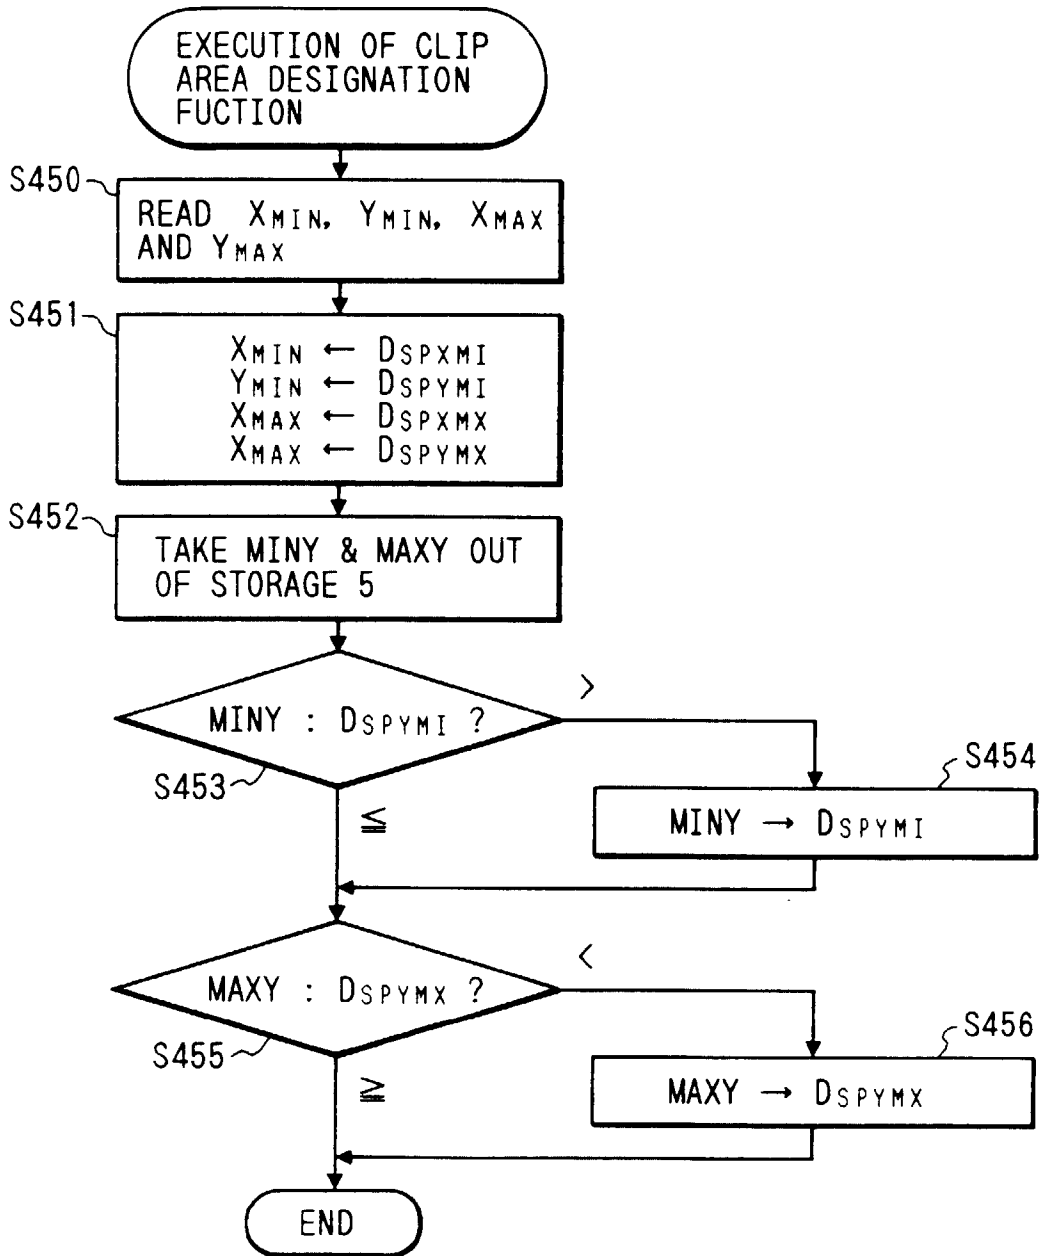 EXECUTION OF CLIP
AREA DESIGNATION
FUCTION
S450
READ XMIN, YMIN, XMAX
AND YMAX
S451
XMIN ← DSPXMI
YMIN ← DSPYMI
XMAX ← DSPXMX
XMAX ← DSPYMX
S452
TAKE MINY & MAXY OUT
OF STORAGE 5
>
MINY : DSPYMI ?
S453
S454
≦
MINY → DSPYMI
<
MAXY : DSPYMX ?
S455
S456
≧
MAXY → DSPYMX
END